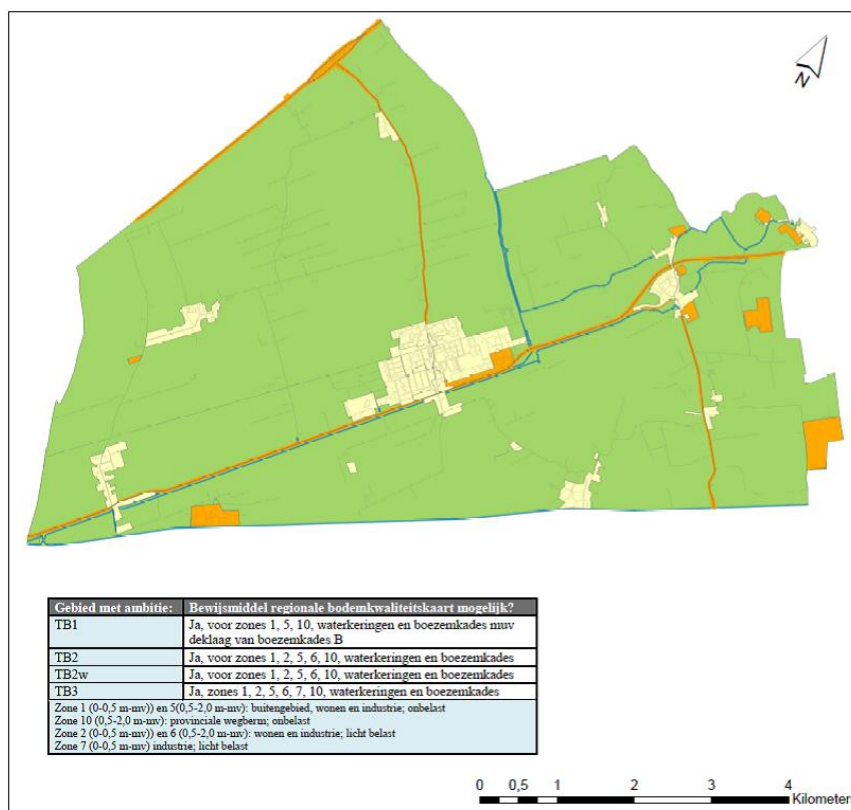 N
Gebied met ambitie: Bewijsmiddel regionale bodemkwaliteitskaart mogelijk?
TB1 Ja, voor zones 1, 5, 10, waterkeringen en boezemkades muv
deklaag van boezemkades B
TB2 Ja, voor zones 1, 2, 5, 6, 10, waterkeringen en boezemkades
TB2w Ja, voor zones 1, 2, 5, 6, 10, waterkeringen en boezemkades
TB3 Ja, zones 1, 2, 5, 6, 7, 10, waterkeringen en boezemkades
Zone 1 (0-0,5 m-mv)) en 5(0,5-2,0 m-mv): buitengebied, wonen en industrie; onbelast
Zone 10 (0,5-2,0 m-mv): provinciale wegberm; onbelast
Zone 2 (0-0,5 m-mv)) en 6 (0,5-2,0 m-mv): wonen en industrie; licht belast
Zone 7 (0-0,5 m-mv) industrie; licht belast
0 0,5 1 2 3 4
Kilometers